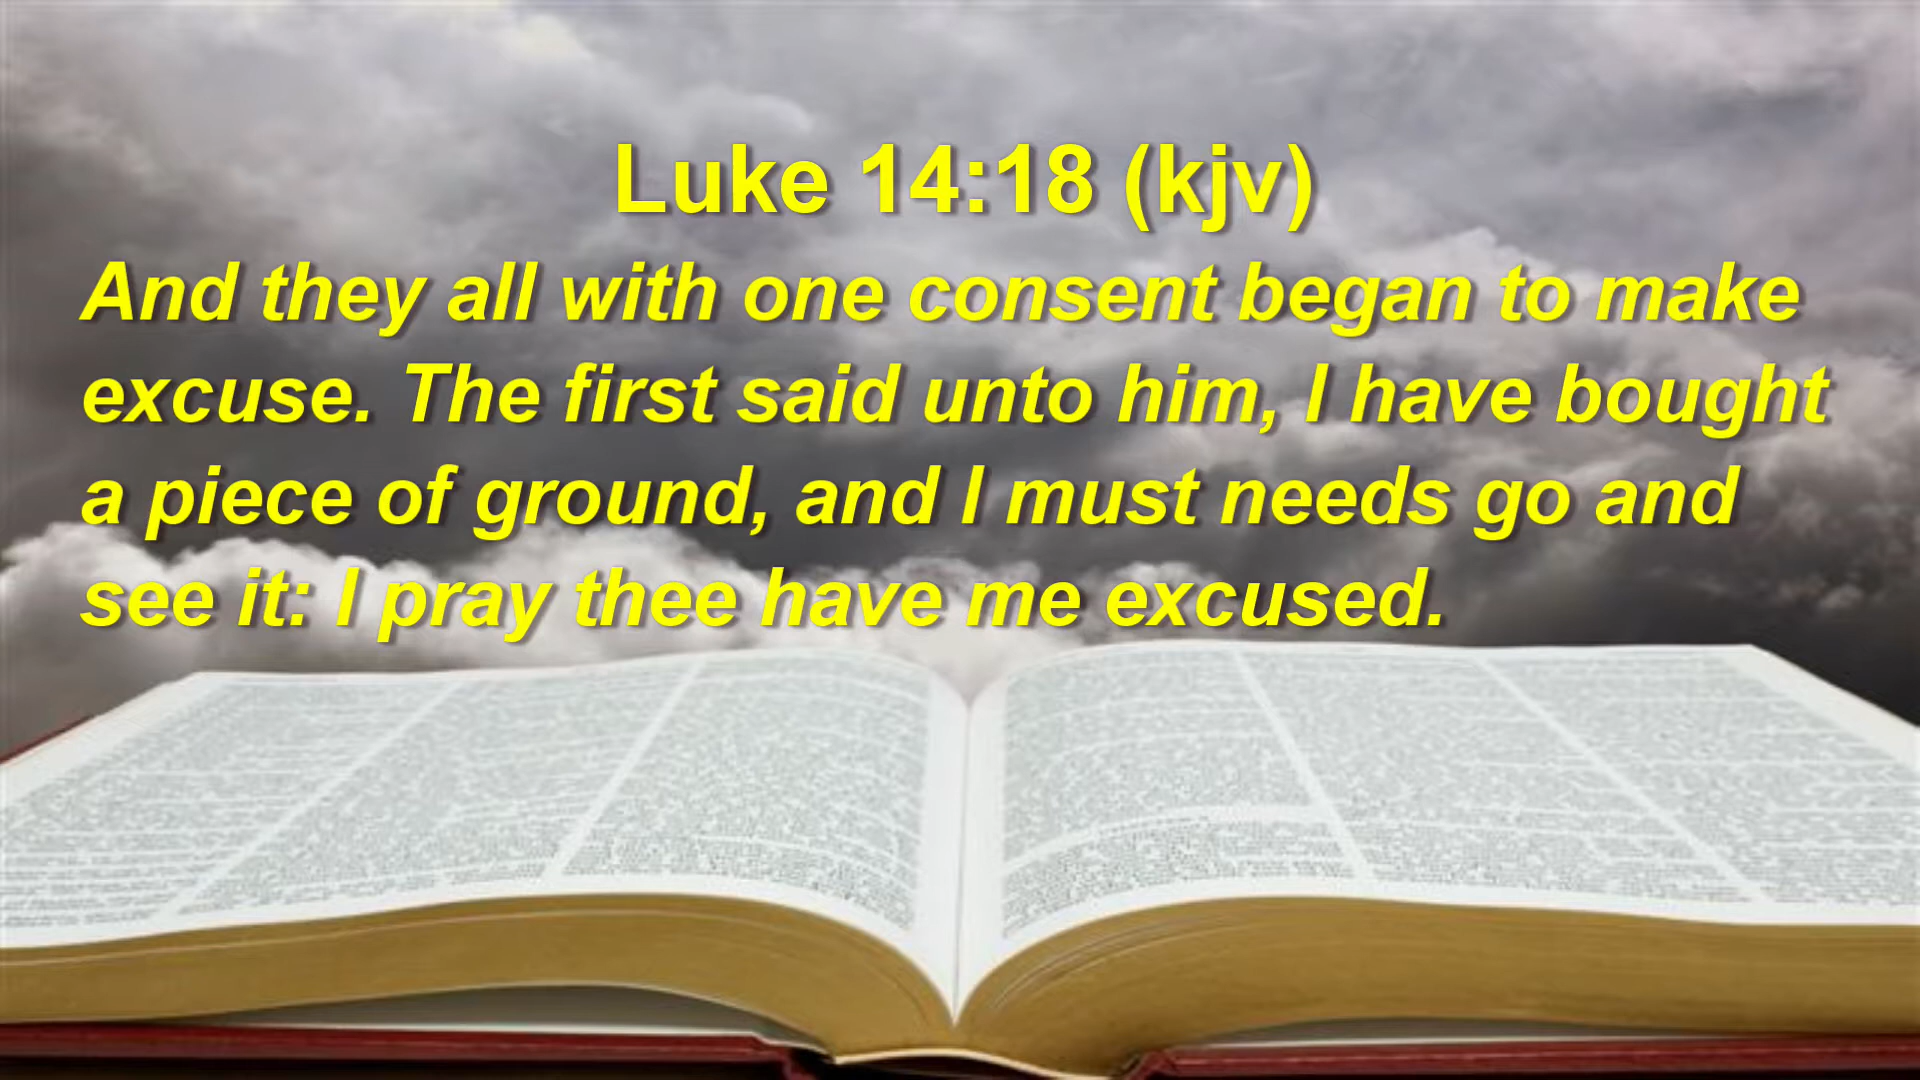 Luke 14:18 (kjv)
And they all with one consent began to make
excuse. The first said unto him, I have bought
a piece of ground, and I must needs go and
see it: I pray thee have me excused.